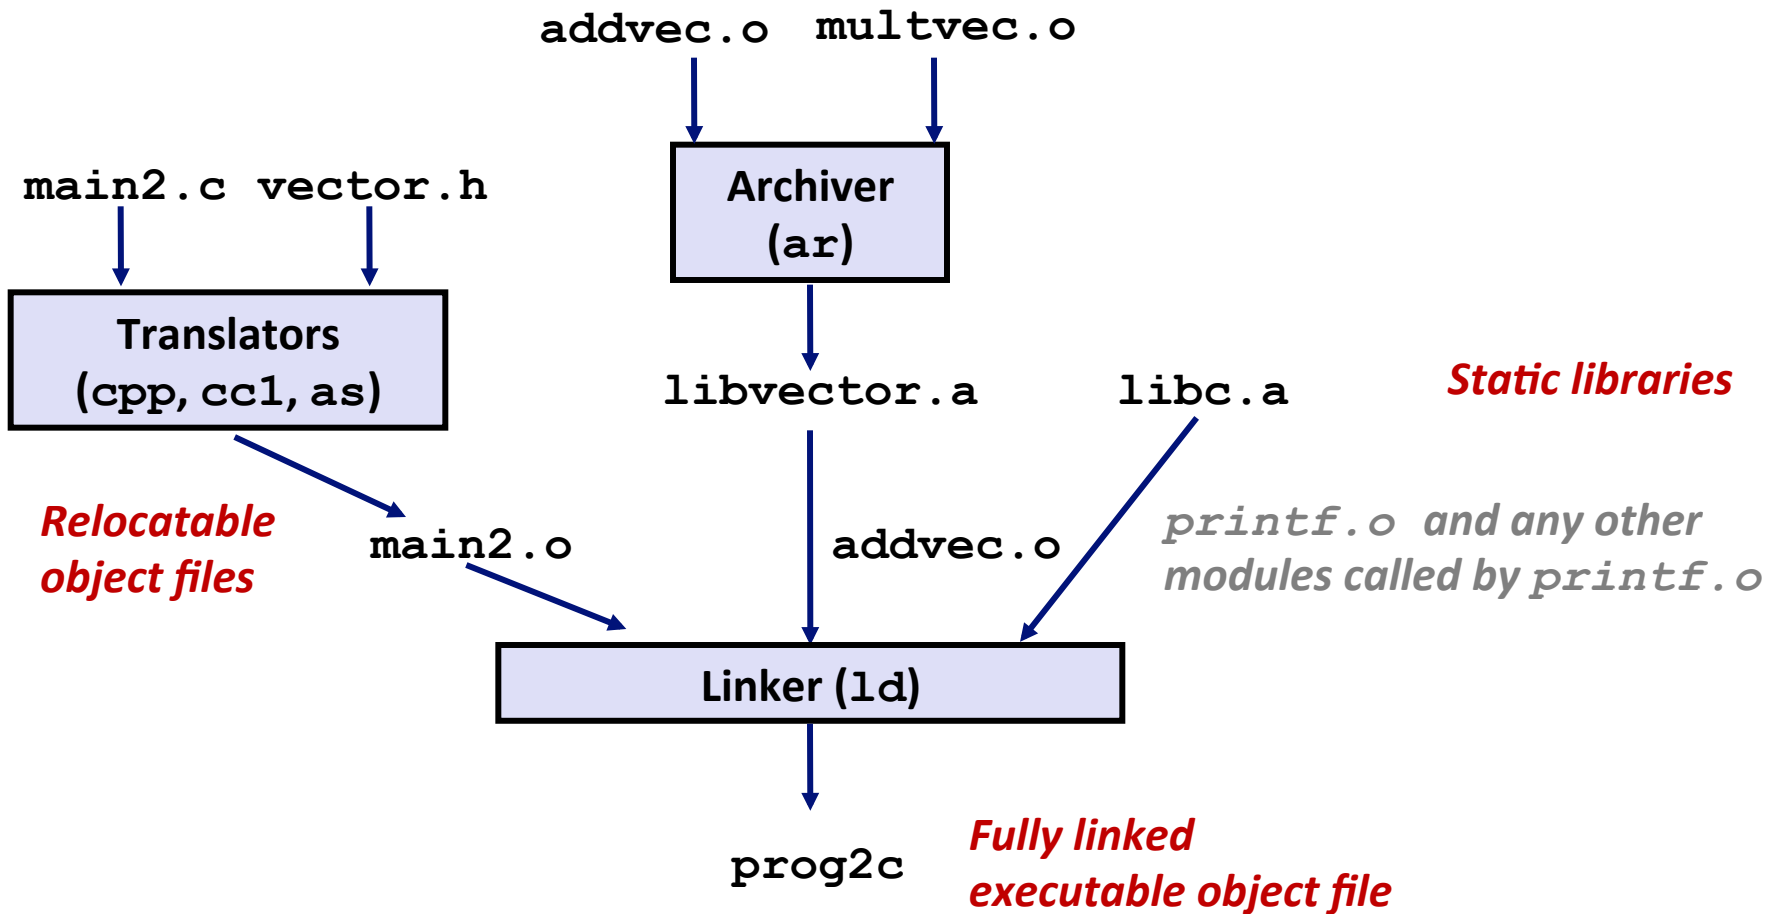 addvec.o multvec.o
main2.c vector.h
Archiver
(ar)
Translators
(cpp, cc1, as)
libvector.a
libc.a
Static libraries
Relocatable
object files
main2.o
addvec.o
printf.o and any other
modules called by printf.o
Linker (ld)
prog2c
Fully linked
executable object file